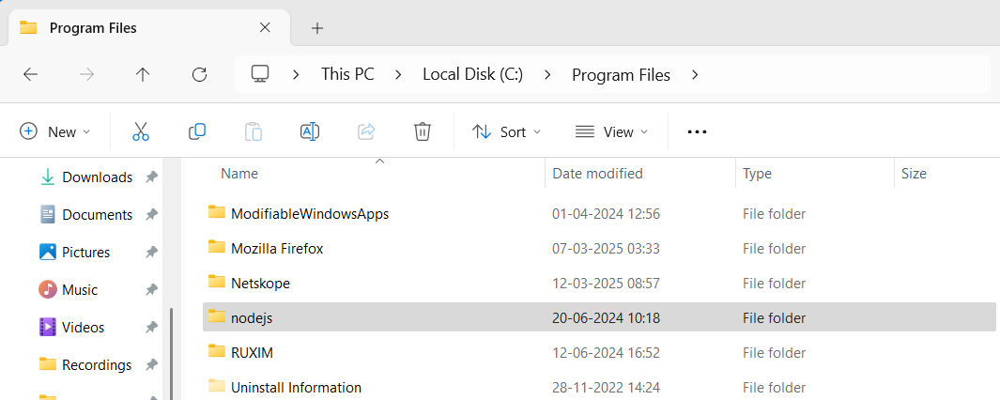 Program Files
This PC > Local Disk (C:) > Program Files >
New Sort View
Name Date modified Type Size
Downloads
Documents
Pictures
Music
Videos
Recordings
ModifiableWindowsApps 01-04-2024 12:56 File folder
Mozilla Firefox 07-03-2025 03:33 File folder
Netskope 12-03-2025 08:57 File folder
nodejs 20-06-2024 10:18 File folder
RUXIM 12-06-2024 16:52 File folder
Uninstall Information 28-11-2022 14:24 File folder